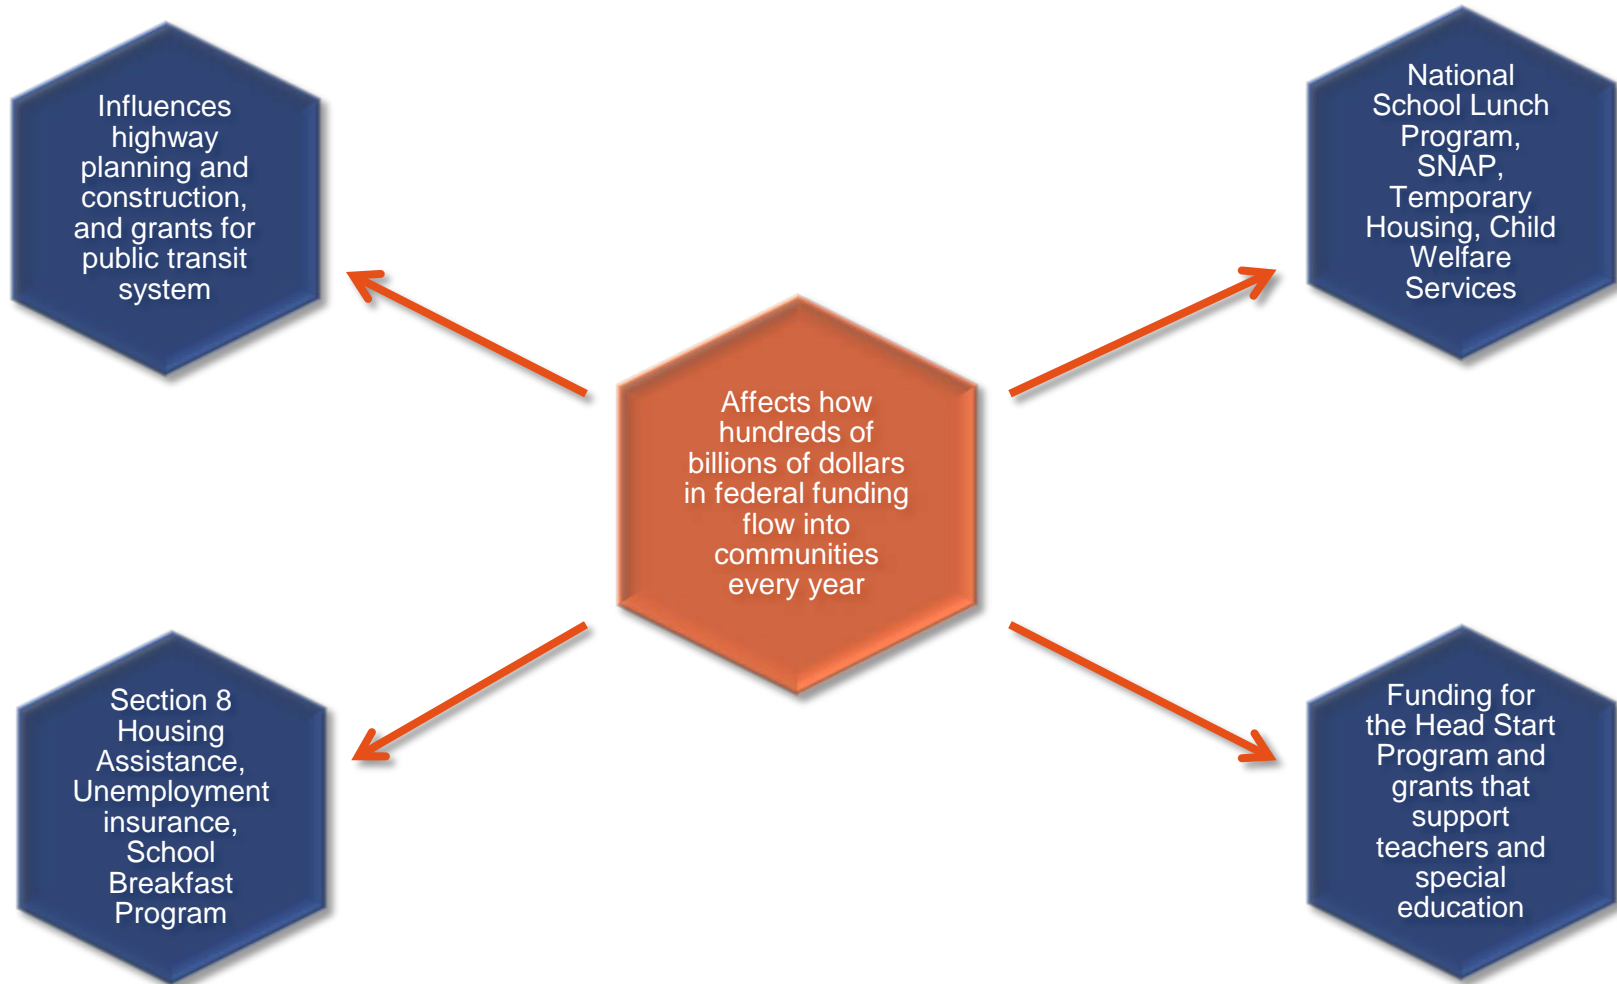 Influences
highway
planning and
construction,
and grants for
public transit
system
National
School Lunch
Program,
SNAP,
Temporary
Housing, Child
Welfare
Services
Affects how
hundreds of
billions of dollars
in federal funding
flow into
communities
every year
Section 8
Housing
Assistance,
Unemployment
insurance,
School
Breakfast
Program
Funding for
the Head Start
Program and
grants that
support
teachers and
special
education